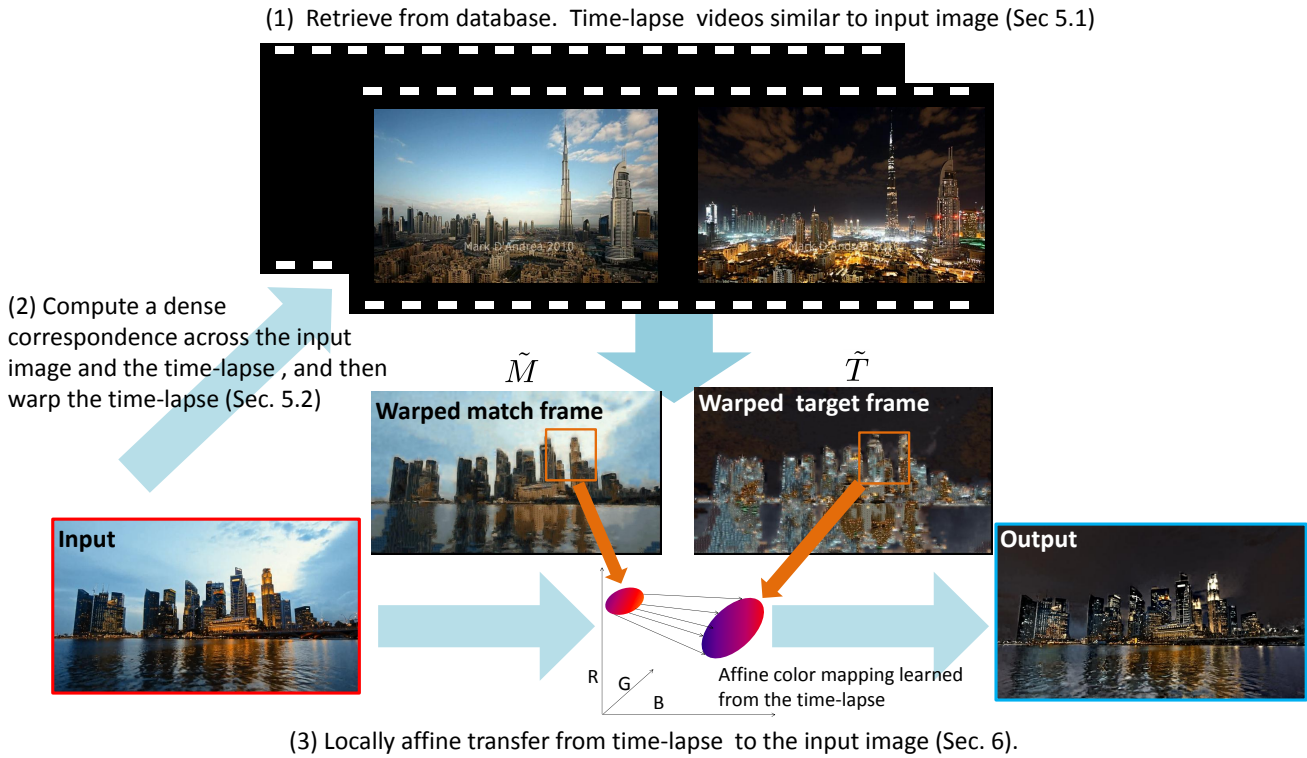 (1) Retrieve from database. Time-lapse videos similar to input image (Sec 5.1)
Mark D'Andrea 2010
(2) Compute a dense
correspondence across the input
image and the time-lapse , and then
warp the time-lapse (Sec. 5.2)
M̃
T̃
Warped match frame
Warped target frame
Input
Output
R
G
B
Affine color mapping learned
from the time-lapse
(3) Locally affine transfer from time-lapse to the input image (Sec. 6).